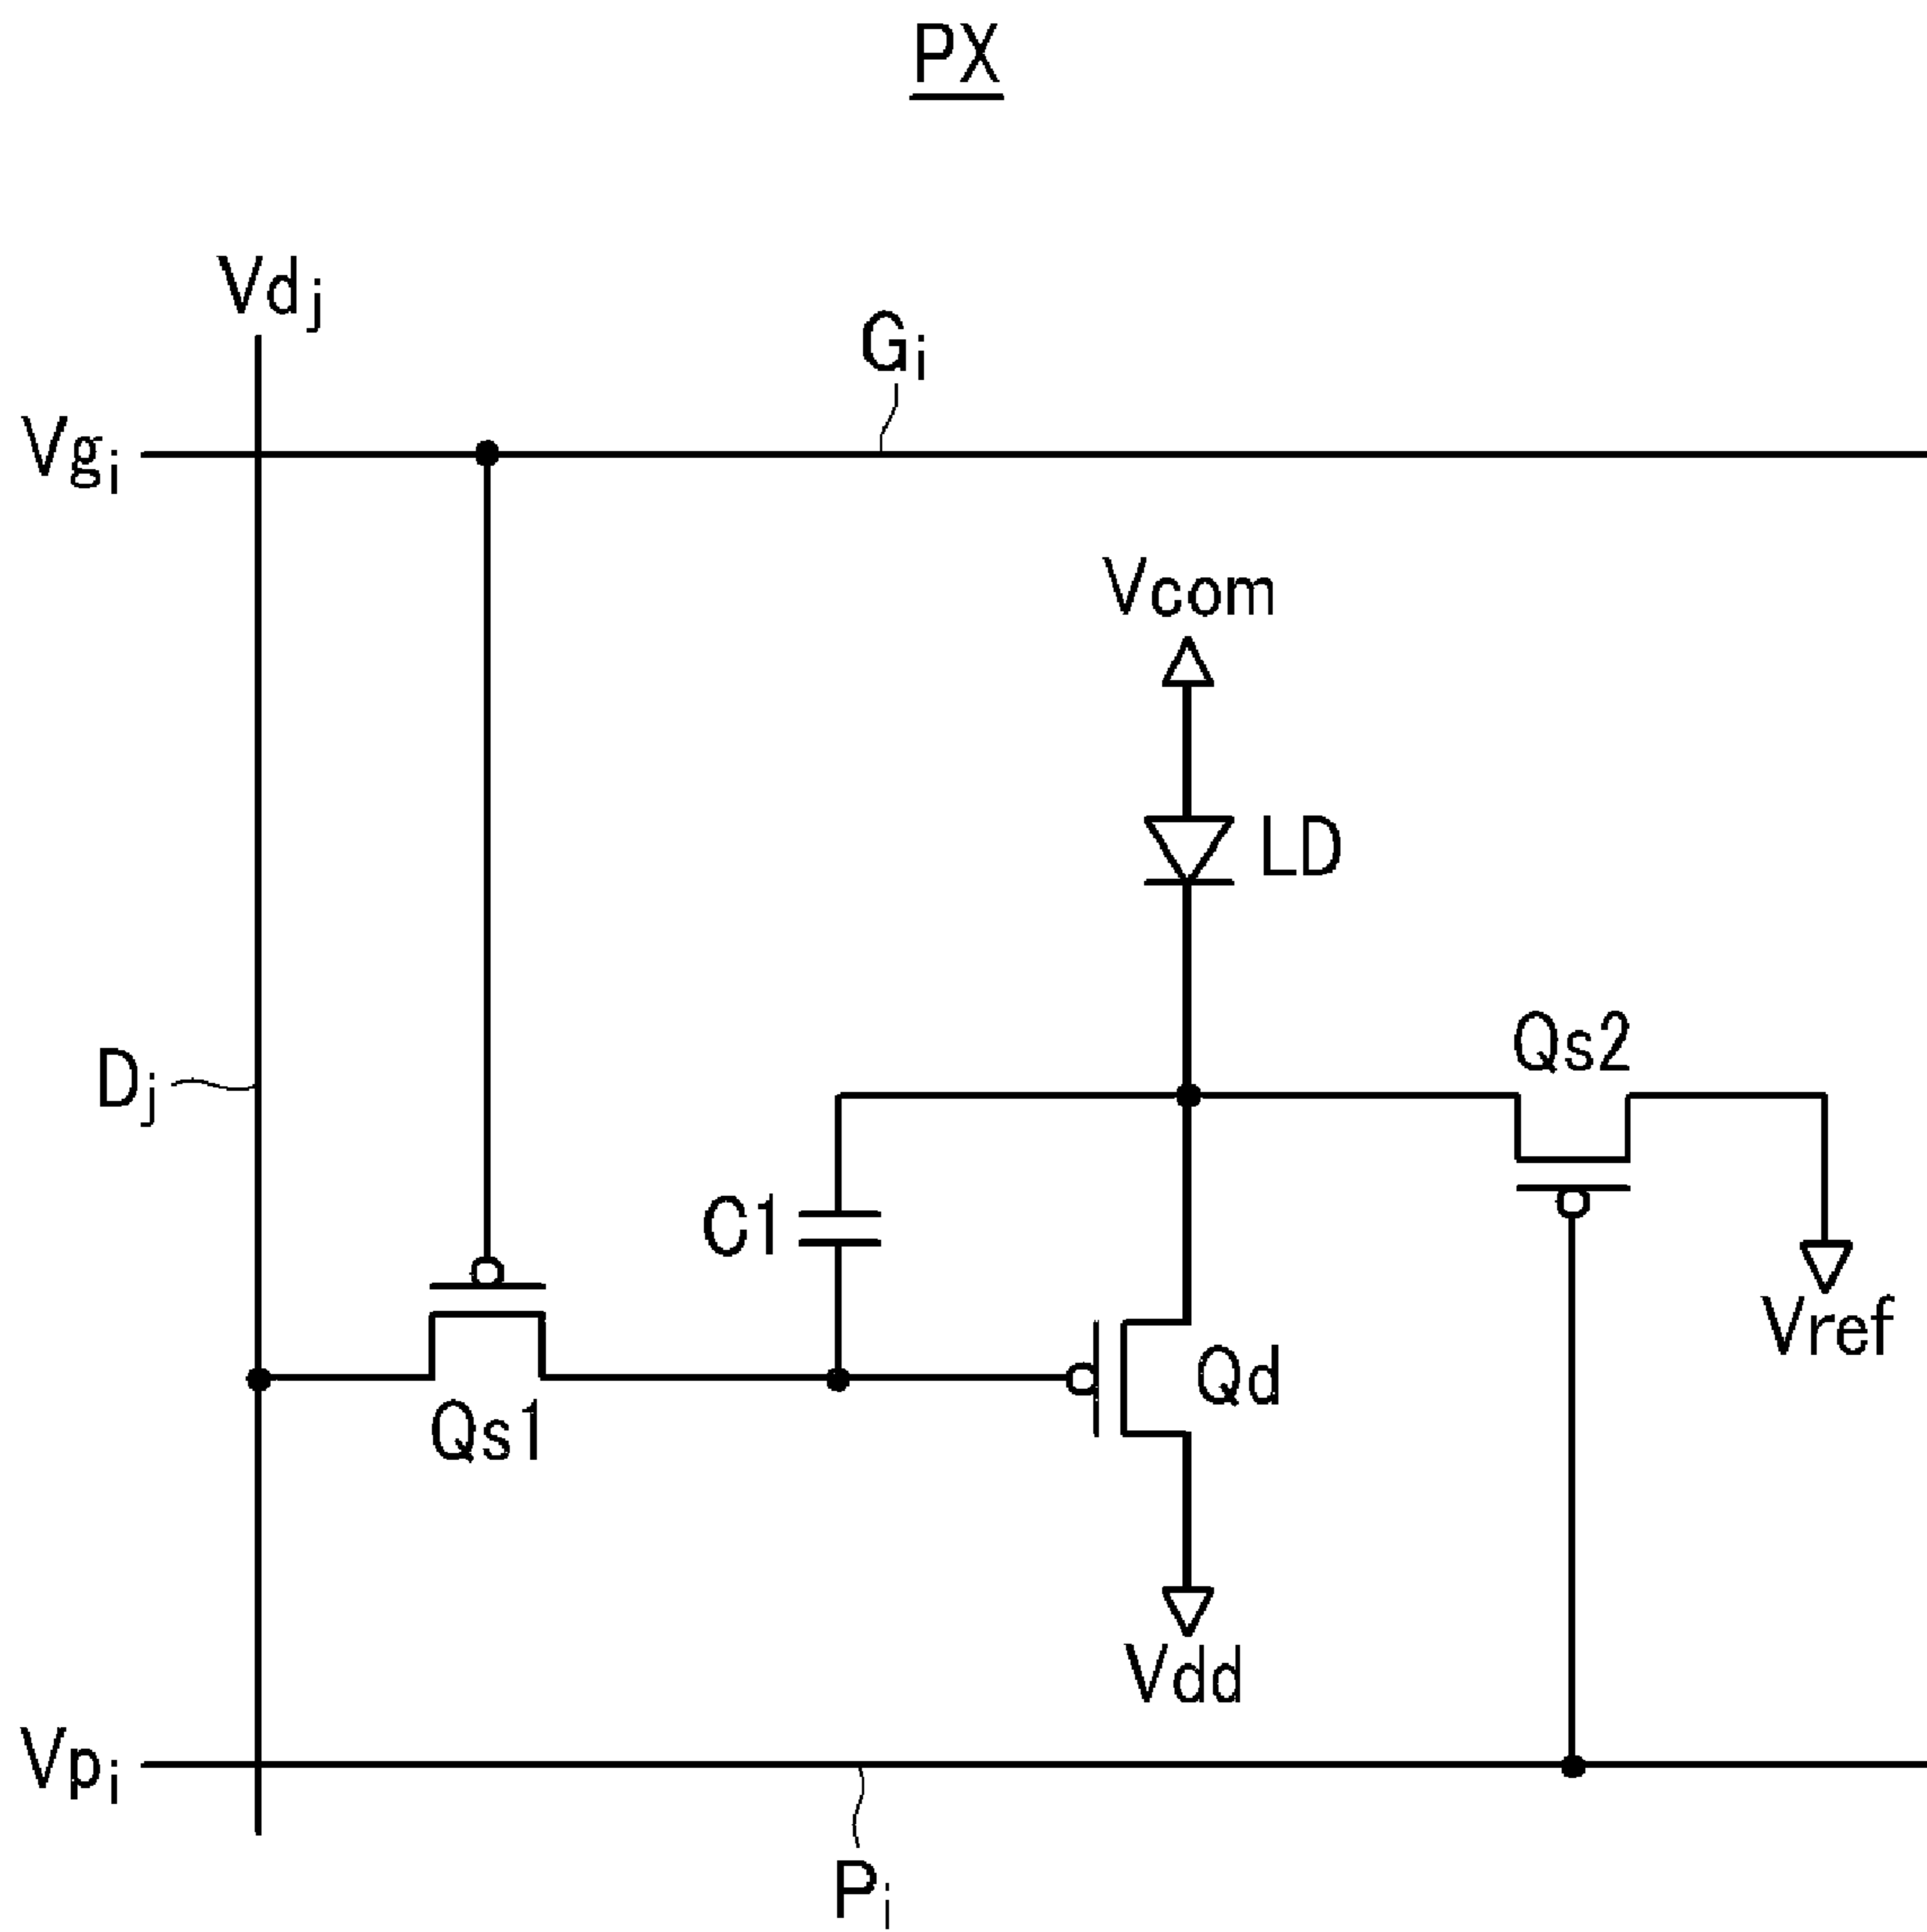 PX
Vdj
Gi
Vgi
Vcom
LD
Qs2
Dj
C1
Vref
Qd
Qs1
Vdd
Vpi
Pi